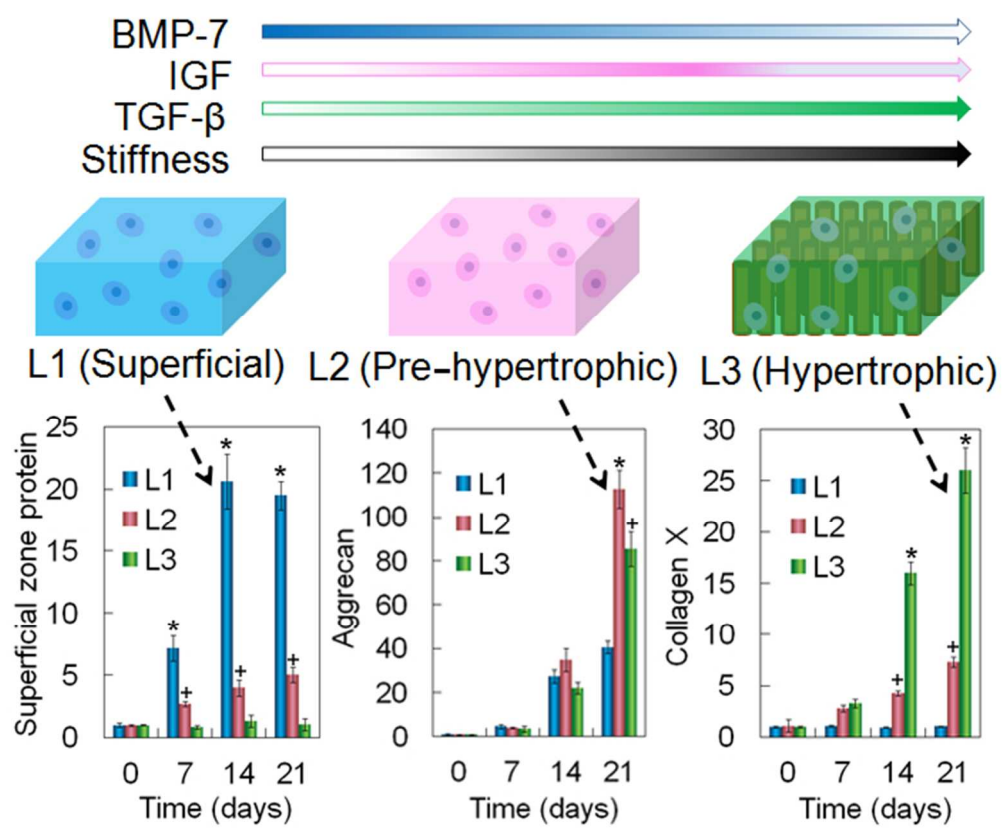 BMP-7
IGF
TGF-β
Stiffness
L1 (Superficial)
L2 (Pre-hypertrophic)
L3 (Hypertrophic)
Superficial zone protein
25
20
15
10
5
0
L1
L2
L3
*
*
*
+
+
+
0 7 14 21
Time (days)
Aggrecan
140
120
100
80
60
40
20
0
L1
L2
L3
*
+
0 7 14 21
Time (days)
Collagen X
30
25
20
15
10
5
0
L1
L2
L3
*
*
+
+
0 7 14 21
Time (days)